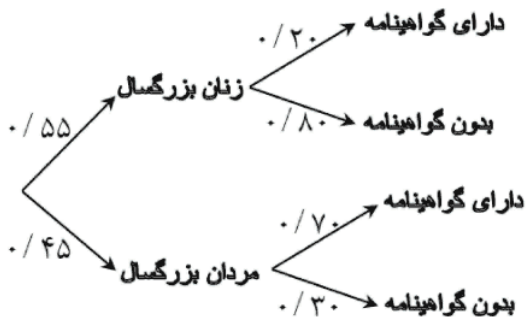 ۰/۲۰
دارای گواهینامه
زنان بزرگسال
۰/۸۰
بدون گواهینامه
۰/۵۵
دارای گواهینامه
۰/۷۰
۰/۴۵
مردان بزرگسال
۰/۳۰
بدون گواهینامه